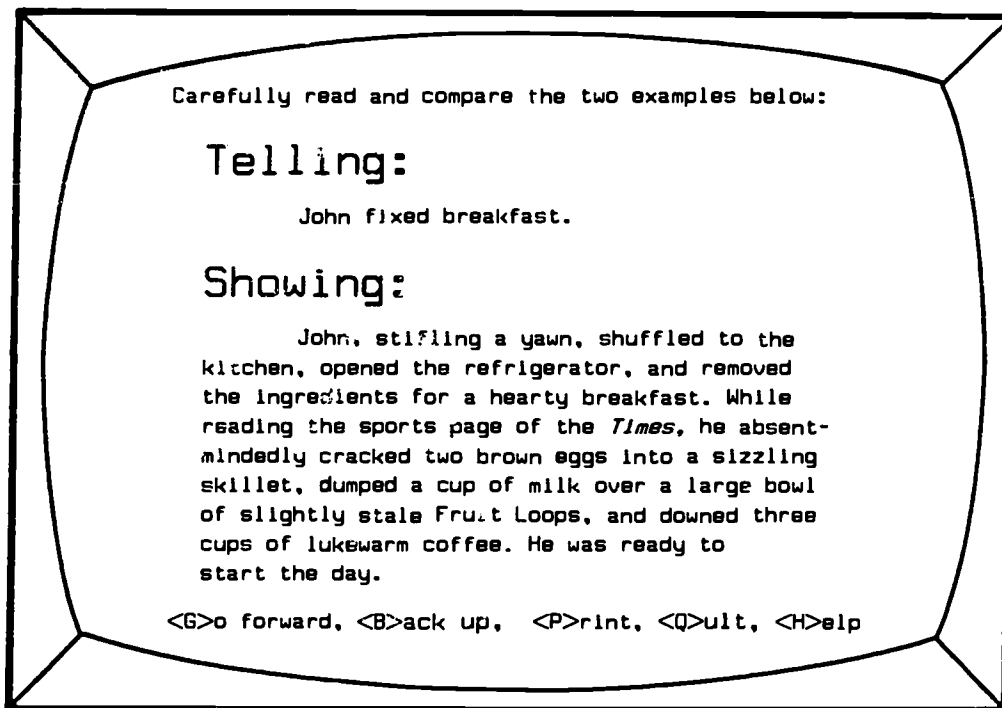 Carefully read and compare the two examples below:
Telling:
John fixed breakfast.
Showing:
John, stifling a yawn, shuffled to the
kitchen, opened the refrigerator, and removed
the ingredients for a hearty breakfast. While
reading the sports page of the Times, he absent-
mindedly cracked two brown eggs into a sizzling
skillet, dumped a cup of milk over a large bowl
of slightly stale Fruit Loops, and downed three
cups of lukewarm coffee. He was ready to
start the day.
<G>o forward, <B>ack up, <P>rint, <Q>uit, <H>elp